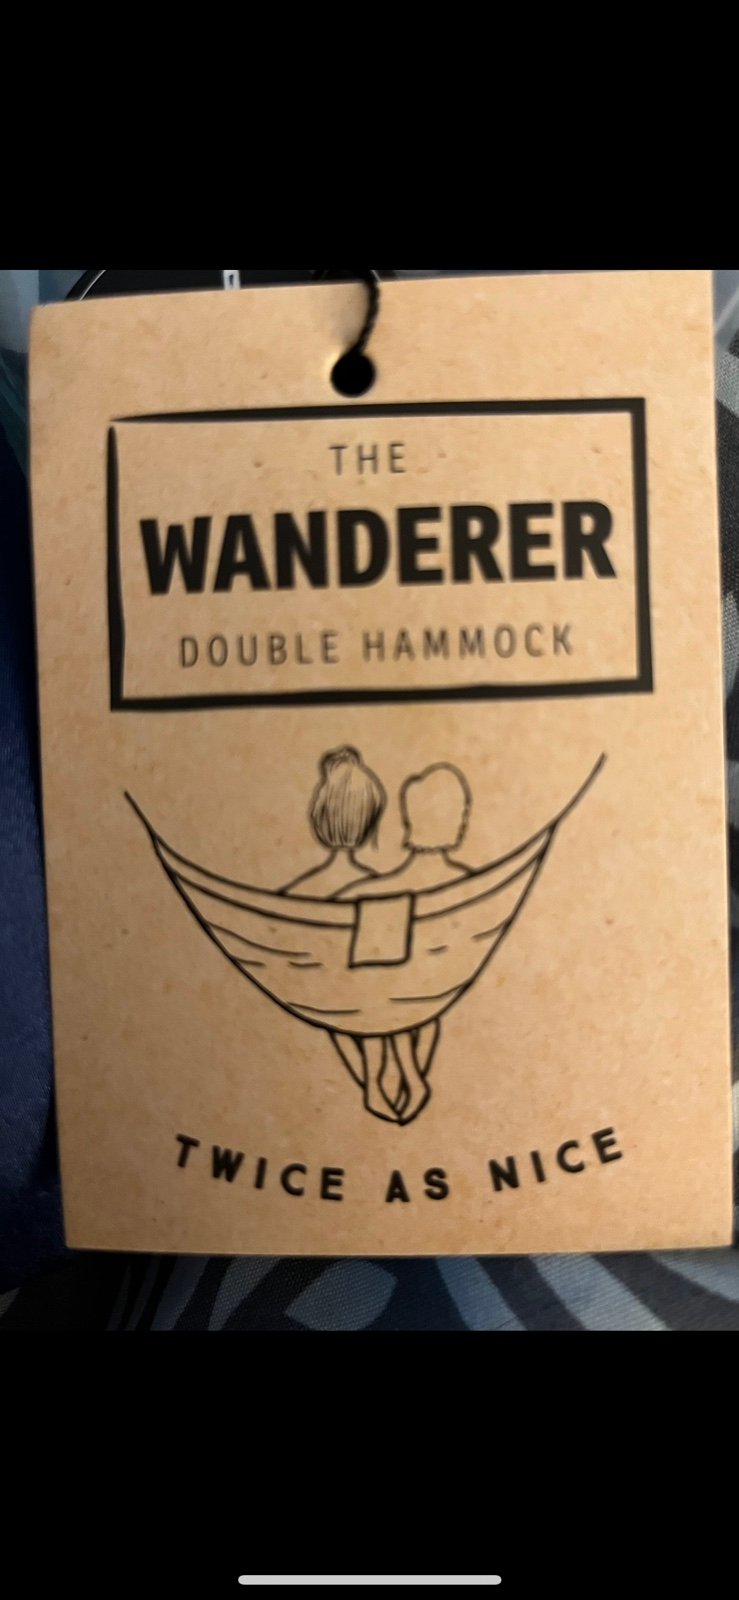 THE
WANDERER
DOUBLE HAMMOCK
TWICE AS NICE